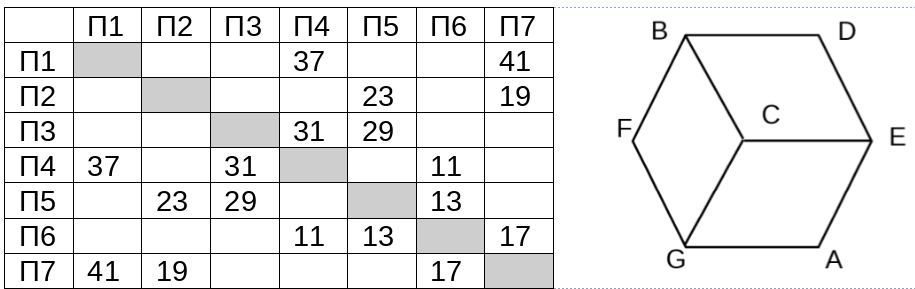 П1 П2 П3 П4 П5 П6 П7
П1 37 41
П2 23 19
П3 31 29
П4 37 31 11
П5 23 29 13
П6 11 13 17
П7 41 19 17
B D
C
F E
G A